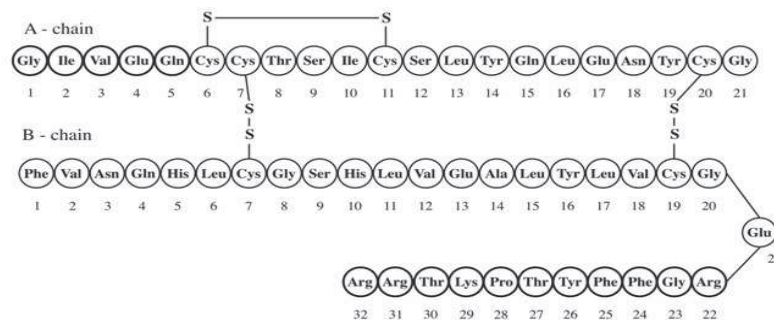 S S
A - chain
Gly Ile Val Glu Gln Cys Cys Thr Ser Ile Cys Ser Leu Tyr Gln Leu Glu Asn Tyr Cys Gly
1 2 3 4 5 6 7 8 9 10 11 12 13 14 15 16 17 18 19 20 21
S S
B - chain S S
Phe Val Asn Gln His Leu Cys Gly Ser His Leu Val Glu Ala Leu Tyr Leu Val Cys Gly
1 2 3 4 5 6 7 8 9 10 11 12 13 14 15 16 17 18 19 20
Glu
2
Arg Arg Thr Lys Pro Thr Tyr Phe Phe Gly Arg
32 31 30 29 28 27 26 25 24 23 22